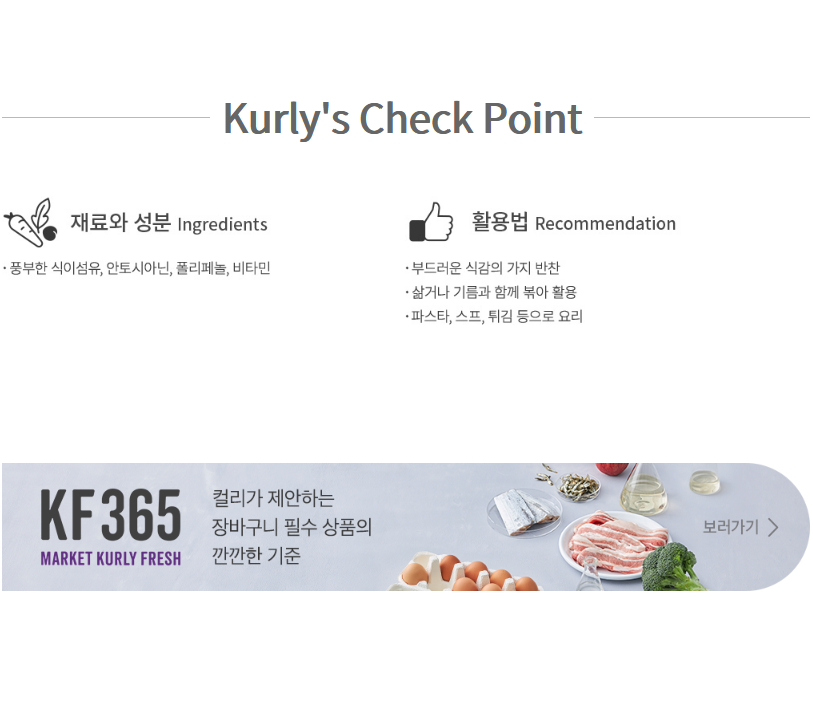 Kurly's Check Point
재료와 성분 Ingredients
· 풍부한 식이섬유, 안토시아닌, 폴리페놀, 비타민
활용법 Recommendation
· 부드러운 식감의 가지 반찬
· 삶거나 기름과 함께 볶아 활용
· 파스타, 스프, 튀김 등으로 요리
KF365
MARKET KURLY FRESH
컬리가 제안하는
장바구니 필수 상품의
깐깐한 기준
보러가기 >